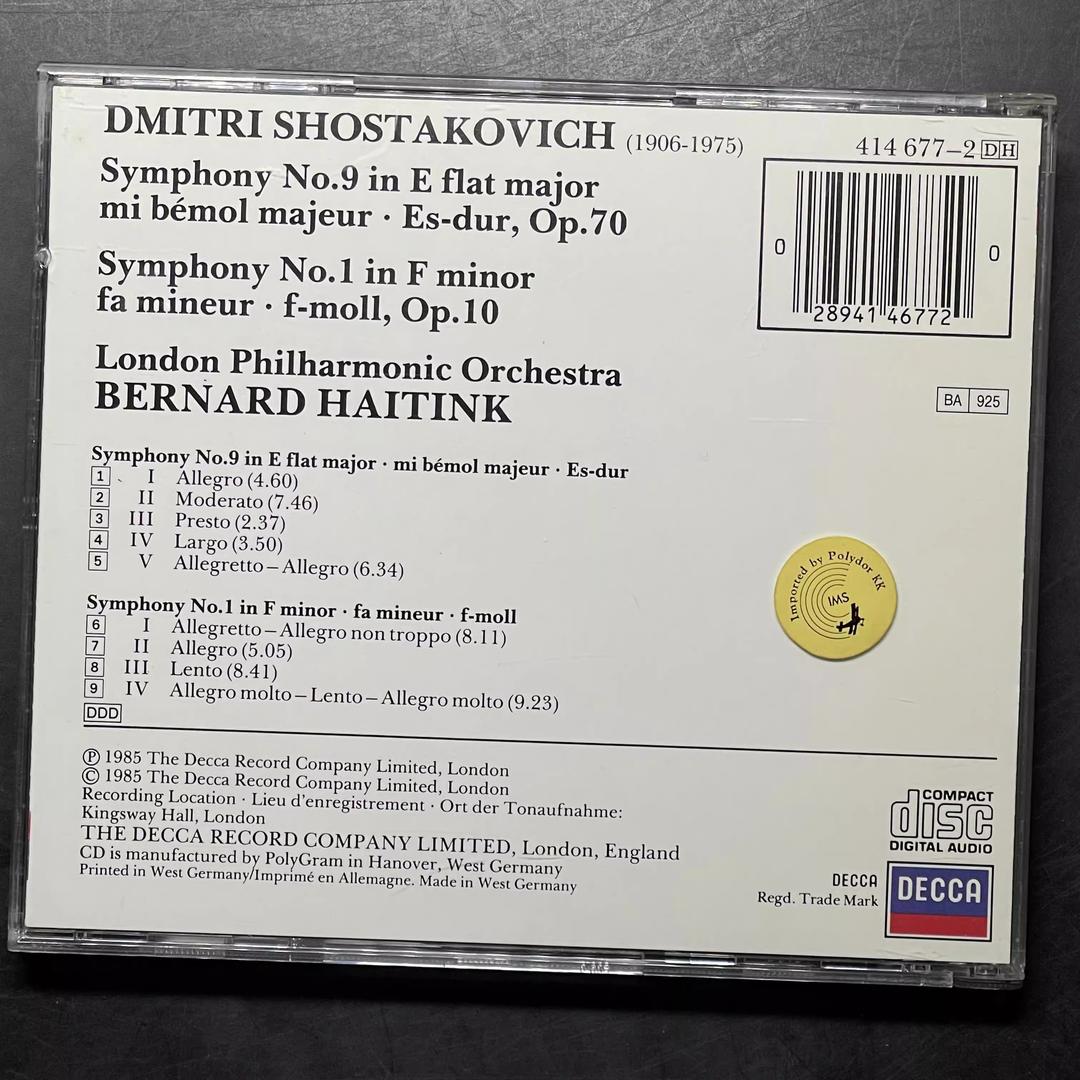 DMITRI SHOSTAKOVICH (1906-1975)
414 677–2 DH
Symphony No.9 in E flat major
mi bémol majeur · Es-dur, Op.70
Symphony No.1 in F minor
fa mineur · f-moll, Op.10
0 28941 46772 0
London Philharmonic Orchestra
BERNARD HAITINK
BA 925
Symphony No.9 in E flat major · mi bémol majeur · Es-dur
1 I Allegro (4.60)
2 II Moderato (7.46)
3 III Presto (2.37)
4 IV Largo (3.50)
5 V Allegretto – Allegro (6.34)
Symphony No.1 in F minor · fa mineur · f-moll
6 I Allegretto – Allegro non troppo (8.11)
7 II Allegro (5.05)
8 III Lento (8.41)
9 IV Allegro molto – Lento – Allegro molto (9.23)
DDD
Imported by Polydor KK
IMS
Ⓟ 1985 The Decca Record Company Limited, London
© 1985 The Decca Record Company Limited, London
Recording Location · Lieu d'enregistrement · Ort der Tonaufnahme:
Kingsway Hall, London
THE DECCA RECORD COMPANY LIMITED, London, England
CD is manufactured by PolyGram in Hanover, West Germany
Printed in West Germany/Imprimé en Allemagne. Made in West Germany
COMPACT
disc
DIGITAL AUDIO
DECCA
Regd. Trade Mark
DECCA